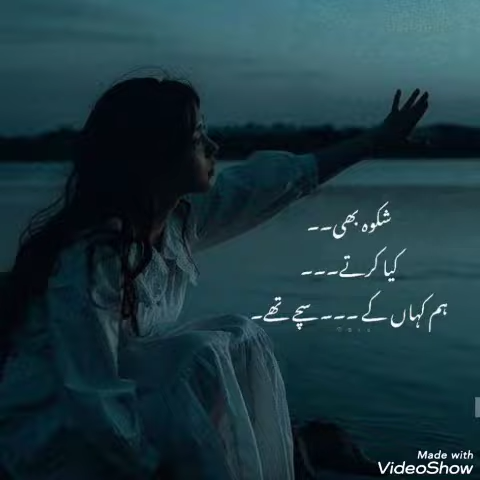 شکوہ بھی۔۔
کیا کرتے۔۔۔
ہم کہاں کے ۔۔۔ سچے تھے۔
Made with
VideoShow